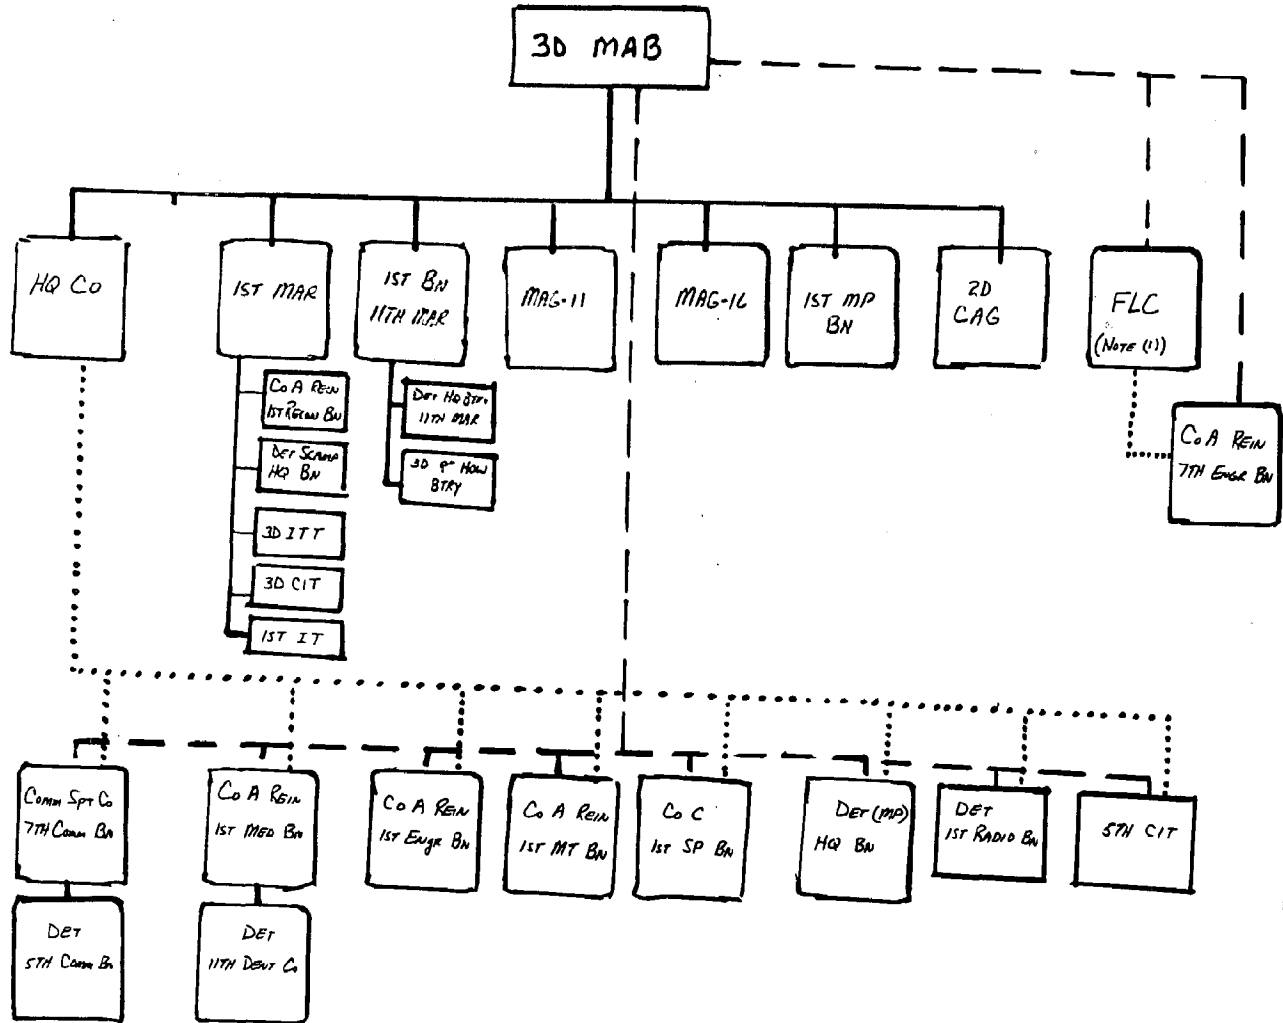 3D MAB
HQ CO
1ST MAR
1ST BN
11TH MAR
MAG-11
MAG-16
1ST MP
BN
2D
CAG
FLC
(NOTE (1))
CO A REIN
1ST RECON BN
DET SCAMP
HQ BN
3D ITT
3D CIT
1ST IT
DET HQ BTRY
11TH MAR
3D 8" HOW
BTRY
CO A REIN
7TH ENGR BN
COMM SPT CO
7TH COMM BN
CO A REIN
1ST MED BN
CO A REIN
1ST ENGR BN
CO A REIN
1ST MT BN
CO C
1ST SP BN
DET (MP)
HQ BN
DET
1ST RADIO BN
5TH CIT
DET
5TH COMM BN
DET
11TH DENT CO